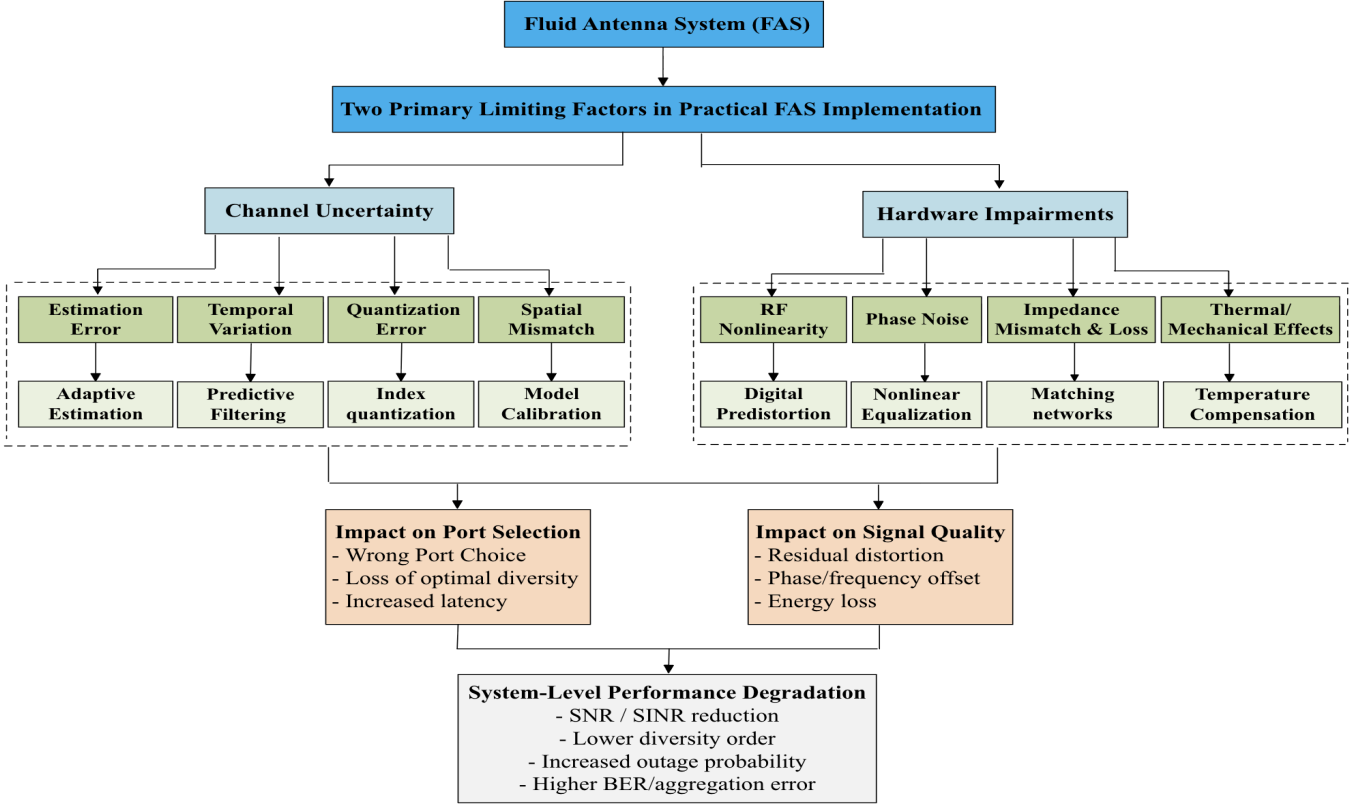 Fluid Antenna System (FAS)
Two Primary Limiting Factors in Practical FAS Implementation
Channel Uncertainty
Hardware Impairments
Estimation
Error
Temporal
Variation
Quantization
Error
Spatial
Mismatch
RF
Nonlinearity
Phase Noise
Impedance
Mismatch & Loss
Thermal/
Mechanical Effects
Adaptive
Estimation
Predictive
Filtering
Index
quantization
Model
Calibration
Digital
Predistortion
Nonlinear
Equalization
Matching
networks
Temperature
Compensation
Impact on Port Selection
- Wrong Port Choice
- Loss of optimal diversity
- Increased latency
Impact on Signal Quality
- Residual distortion
- Phase/frequency offset
- Energy loss
System-Level Performance Degradation
- SNR / SINR reduction
- Lower diversity order
- Increased outage probability
- Higher BER/aggregation error